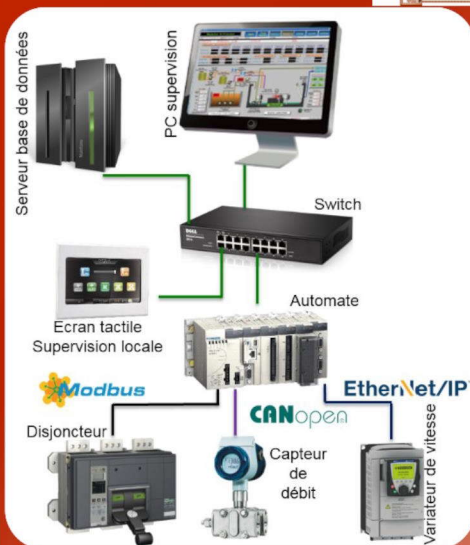 Serveur base de données
PC supervision
Switch
DELL
Ecran tactile
Supervision locale
Automate
Modbus
CANopen
EtherNet/IP
Disjoncteur
Capteur
de
débit
Variateur de vitesse